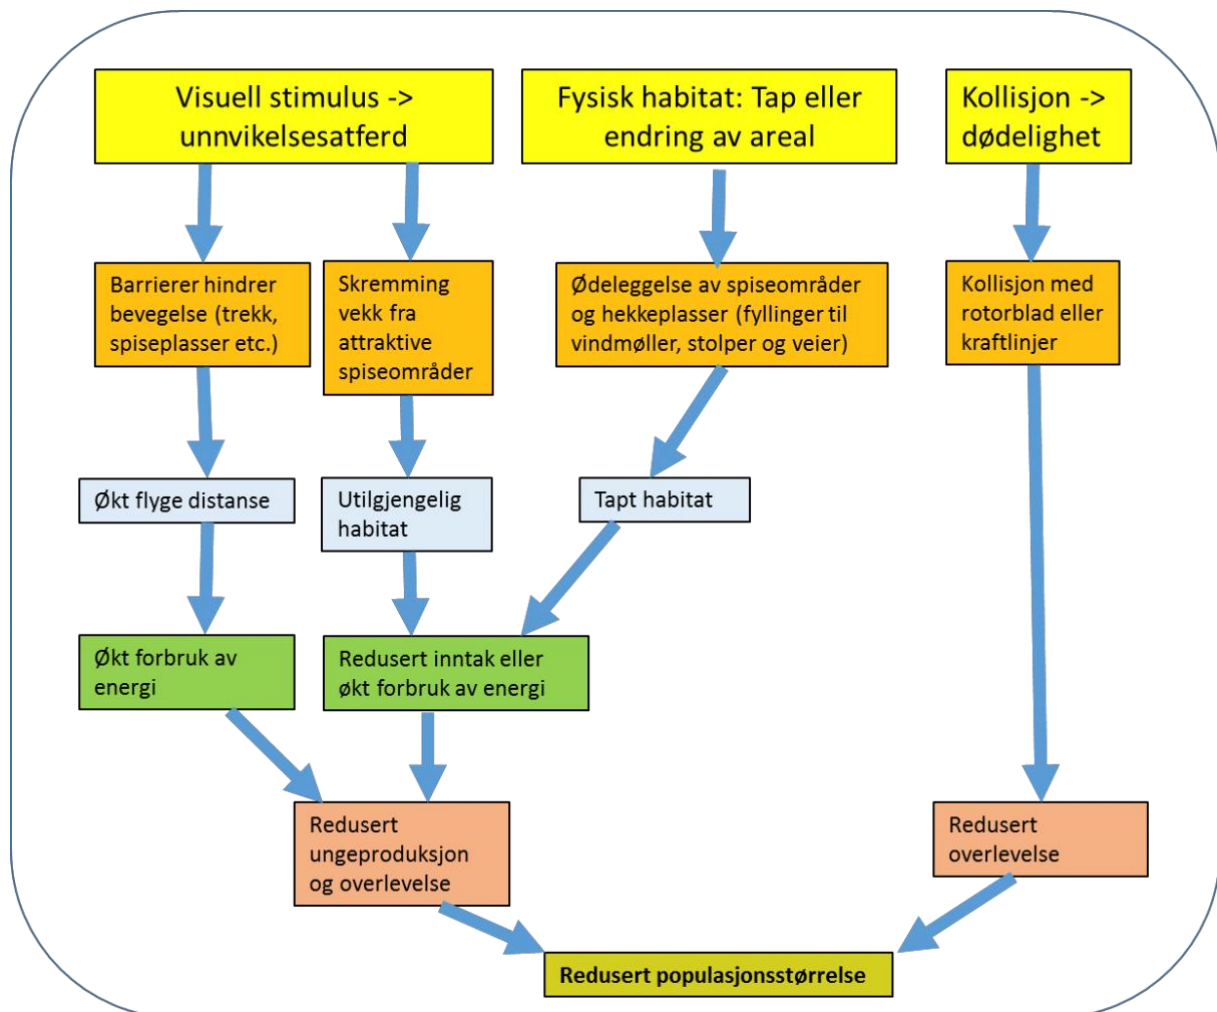 Visuell stimulus ->
unnvikelsesatferd
Fysisk habitat: Tap eller
endring av areal
Kollisjon ->
dødelighet
Barrierer hindrer
bevegelse (trekk,
spiseplasser etc.)
Skremming
vekk fra
attraktive
spiseområder
Ødeleggelse av spiseområder
og hekkeplasser (fyllinger til
vindmøller, stolper og veier)
Kollisjon med
rotorblad eller
kraftlinjer
Økt flyge distanse
Utilgjengelig
habitat
Tapt habitat
Økt forbruk av
energi
Redusert inntak eller
økt forbruk av energi
Redusert
ungeproduksjon
og overlevelse
Redusert
overlevelse
Redusert populasjonsstørrelse